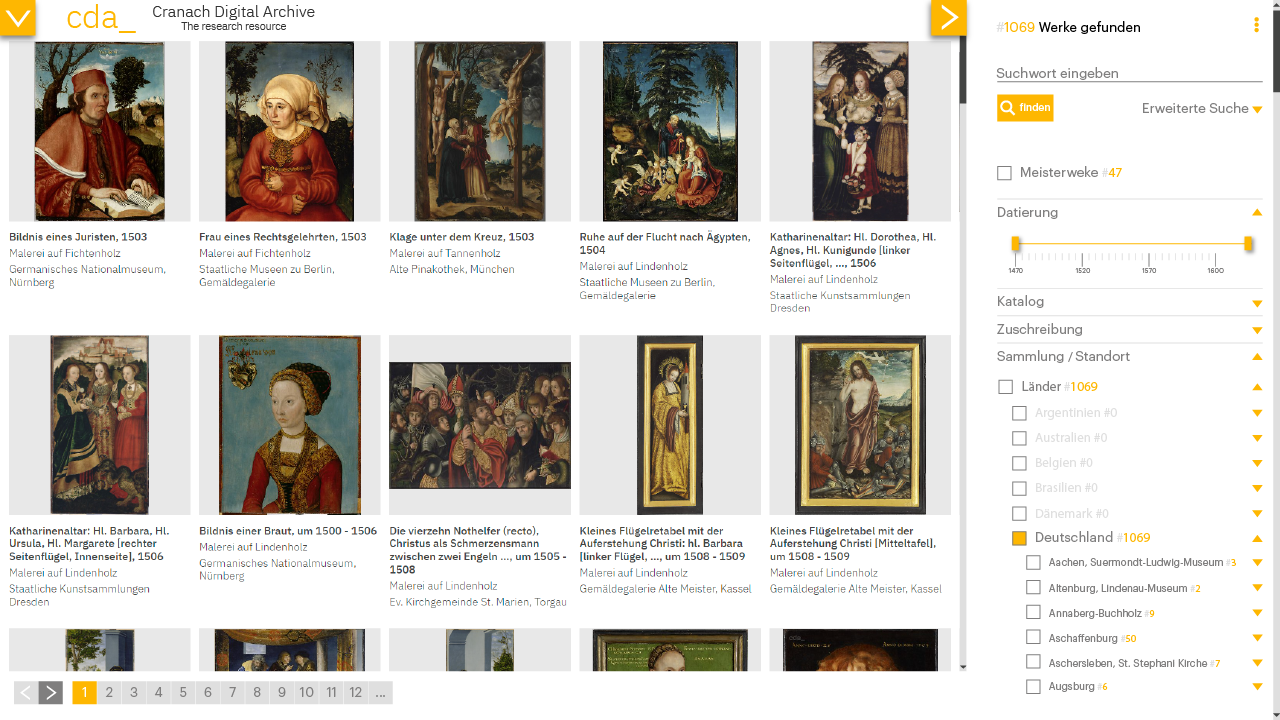 cda_
Cranach Digital Archive
The research resource
Bildnis eines Juristen, 1503
Malerei auf Fichtenholz
Germanisches Nationalmuseum,
Nürnberg
Frau eines Rechtsgelehrten, 1503
Malerei auf Fichtenholz
Staatliche Museen zu Berlin,
Gemäldegalerie
Klage unter dem Kreuz, 1503
Malerei auf Tannenholz
Alte Pinakothek, München
Ruhe auf der Flucht nach Ägypten,
1504
Malerei auf Lindenholz
Staatliche Museen zu Berlin,
Gemäldegalerie
Katharinenaltar: Hl. Dorothea, Hl.
Agnes, Hl. Kunigunde [linker
Seitenflügel, ..., 1506
Malerei auf Lindenholz
Staatliche Kunstsammlungen
Dresden
Katharinenaltar: Hl. Barbara, Hl.
Ursula, Hl. Margarete [rechter
Seitenflügel, Innenseite], 1506
Malerei auf Lindenholz
Staatliche Kunstsammlungen
Dresden
Bildnis einer Braut, um 1500 - 1506
Malerei auf Lindenholz
Germanisches Nationalmuseum,
Nürnberg
Die vierzehn Nothelfer (recto),
Christus als Schmerzensmann
zwischen zwei Engeln ..., um 1505 -
1508
Malerei auf Lindenholz
Ev. Kirchgemeinde St. Marien, Torgau
Kleines Flügelretabel mit der
Auferstehung Christi: hl. Barbara
[linker Flügel, ..., um 1508 - 1509
Malerei auf Lindenholz
Gemäldegalerie Alte Meister, Kassel
Kleines Flügelretabel mit der
Auferstehung Christi [Mitteltafel],
um 1508 - 1509
Malerei auf Lindenholz
Gemäldegalerie Alte Meister, Kassel
1 2 3 4 5 6 7 8 9 10 11 12 ...
#1069 Werke gefunden
Suchwort eingeben
finden
Erweiterte Suche
Meisterweke #47
Datierung
1470 1520 1570 1600
Katalog
Zuschreibung
Sammlung / Standort
Länder #1069
Argentinien #0
Australien #0
Belgien #0
Brasilien #0
Dänemark #0
Deutschland #1069
Aachen, Suermondt-Ludwig-Museum #3
Altenburg, Lindenau-Museum #2
Annaberg-Buchholz #9
Aschaffenburg #50
Aschersleben, St. Stephani Kirche #7
Augsburg #6